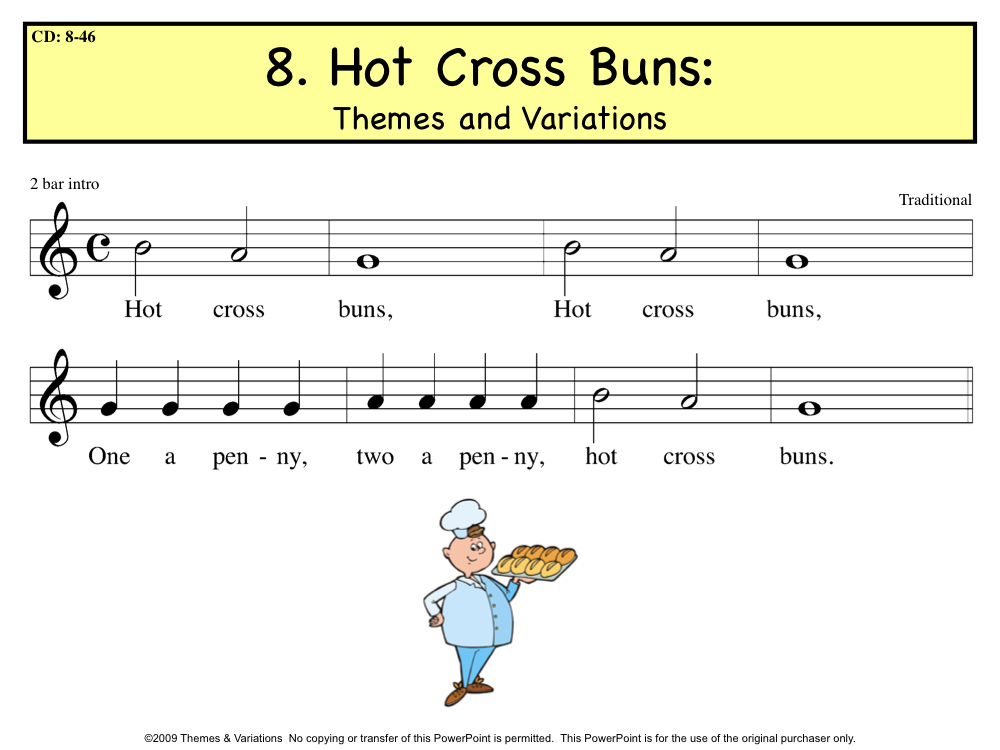 CD: 8-46
8. Hot Cross Buns:
Themes and Variations
2 bar intro
Traditional
Hot cross buns, Hot cross buns,
One a pen - ny, two a pen - ny, hot cross buns.
©2009 Themes & Variations No copying or transfer of this PowerPoint is permitted. This PowerPoint is for the use of the original purchaser only.